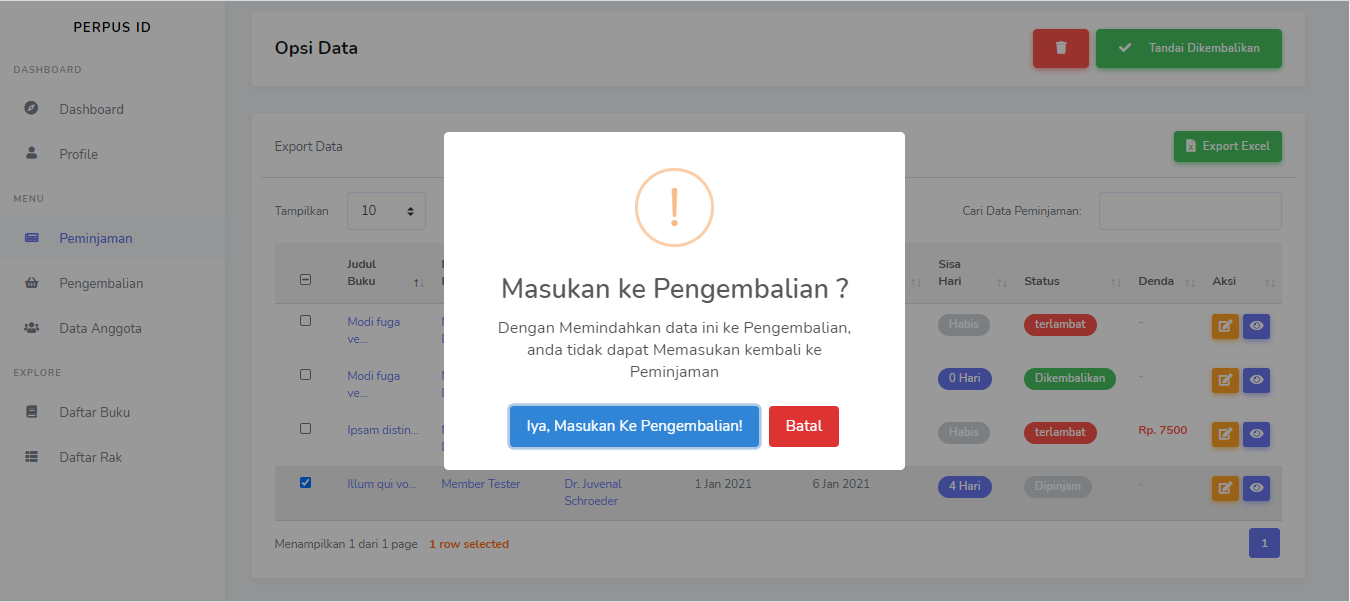 PERPUS ID
DASHBOARD
Dashboard
Profile
MENU
Peminjaman
Pengembalian
Data Anggota
EXPLORE
Daftar Buku
Daftar Rak
Opsi Data
Tandai Dikembalikan
Export Data
Export Excel
Tampilkan 10
Cari Data Peminjaman:
Judul
Buku
Sisa
Hari
Status
Denda
Aksi
Modi fuga
ve...
Habis
terlambat
-
Modi fuga
ve...
0 Hari
Dikembalikan
-
Ipsam distin...
Habis
terlambat
Rp. 7500
Illum qui vo...
Member Tester
Dr. Juvenal
Schroeder
1 Jan 2021
6 Jan 2021
4 Hari
Dipinjam
-
Menampilkan 1 dari 1 page 1 row selected
1
!
Masukan ke Pengembalian ?
Dengan Memindahkan data ini ke Pengembalian,
anda tidak dapat Memasukan kembali ke
Peminjaman
Iya, Masukan Ke Pengembalian!
Batal